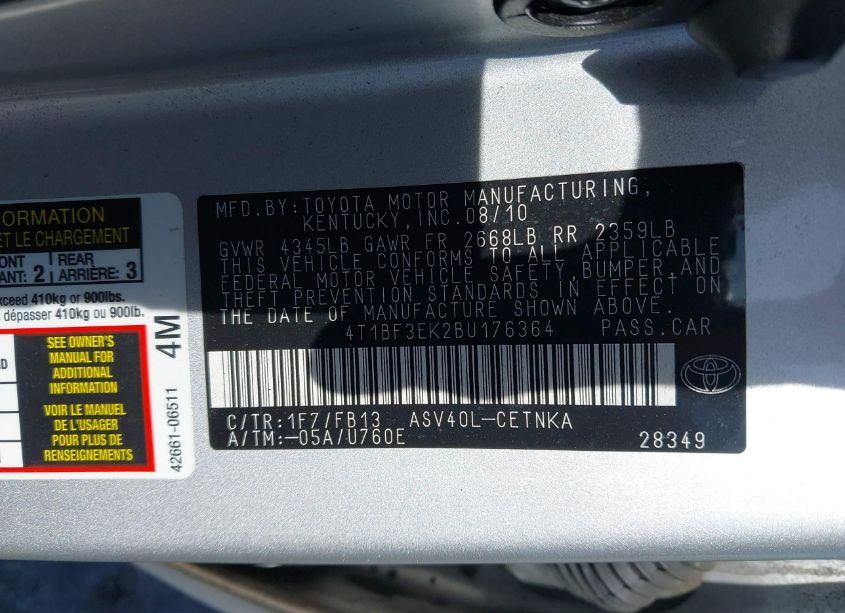 ORMATION
ET LE CHARGEMENT
ONT 2 | REAR 3
ANT: | ARRIÈRE:
xceed 410kg or 900lbs.
dépasser 410kg ou 900lb.
SEE OWNER'S
MANUAL FOR
ADDITIONAL
INFORMATION
VOIR LE MANUEL
DE L'USAGER
POUR PLUS DE
RENSEIGNEMENTS
4M
42661-06511
MFD.BY:TOYOTA MOTOR MANUFACTURING,
KENTUCKY, INC.08/10
GVWR 4345LB GAWR FR 2668LB RR 2359LB
THIS VEHICLE CONFORMS TO ALL APPLICABLE
FEDERAL MOTOR VEHICLE SAFETY,BUMPER,AND
THEFT PREVENTION STANDARDS IN EFFECT ON
THE DATE OF MANUFACTURE SHOWN ABOVE.
4T1BF3EK2BU176364 PASS.CAR
C/TR:1F7/FB13 ASV40L-CETNKA
A/TM:-05A/U760E 28349